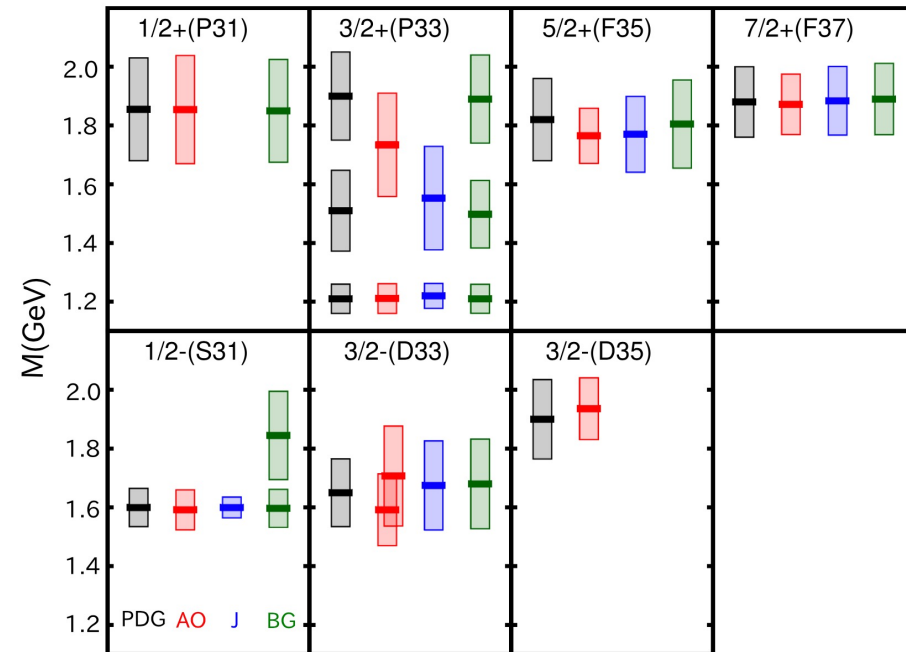 1/2+(P31) 3/2+(P33) 5/2+(F35) 7/2+(F37)
2.0
1.8
1.6
1.4
1.2
M(GeV)
1/2-(S31) 3/2-(D33) 3/2-(D35)
2.0
1.8
1.6
1.4
1.2
PDG AO J BG